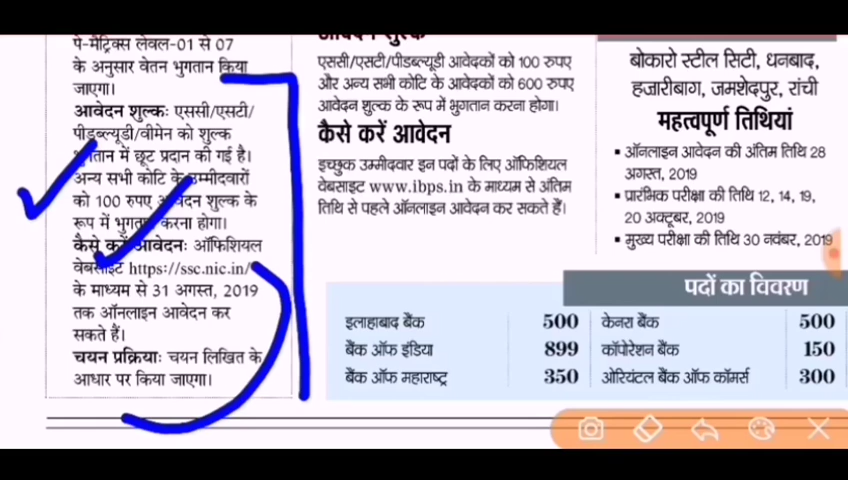 पे-मैट्रिक्स लेवल-01 से 07
के अनुसार वेतन भुगतान किया
जाएगा।
आवेदन शुल्कः एससी/एसटी/
पीडब्ल्यूडी/वीमेन को शुल्क
भुगतान में छूट प्रदान की गई है।
अन्य सभी कोटि के उम्मीदवारों
को 100 रुपए आवेदन शुल्क के
रूप में भुगतान करना होगा।
कैसे करें आवेदनः ऑफिशियल
वेबसाइट https://ssc.nic.in/
के माध्यम से 31 अगस्त, 2019
तक ऑनलाइन आवेदन कर
सकते हैं।
चयन प्रक्रियाः चयन लिखित के
आधार पर किया जाएगा।
आवेदन शुल्क
एससी/एसटी/पीडब्ल्यूडी आवेदकों को 100 रुपए
और अन्य सभी कोटि के आवेदकों को 600 रुपए
आवेदन शुल्क के रूप में भुगतान करना होगा।
कैसे करें आवेदन
इच्छुक उम्मीदवार इन पदों के लिए ऑफिशियल
वेबसाइट www.ibps.in के माध्यम से अंतिम
तिथि से पहले ऑनलाइन आवेदन कर सकते हैं।
बोकारो स्टील सिटी, धनबाद,
हजारीबाग, जमशेदपुर, रांची
महत्वपूर्ण तिथियां
▪ ऑनलाइन आवेदन की अंतिम तिथि 28
अगस्त, 2019
▪ प्रारंभिक परीक्षा की तिथि 12, 14, 19,
20 अक्टूबर, 2019
▪ मुख्य परीक्षा की तिथि 30 नवंबर, 2019
पदों का विवरण
इलाहाबाद बैंक 500 केनरा बैंक 500
बैंक ऑफ इंडिया 899 कॉर्पोरेशन बैंक 150
बैंक ऑफ महाराष्ट्र 350 ओरियंटल बैंक ऑफ कॉमर्स 300